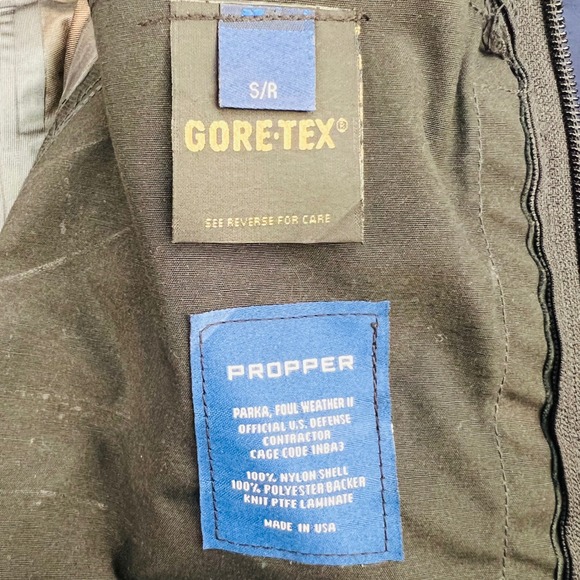 S/R
GORE-TEX®
SEE REVERSE FOR CARE
PROPPER
PARKA, FOUL WEATHER II
OFFICIAL U.S. DEFENSE
CONTRACTOR
CAGE CODE 1NBA3
100% NYLON SHELL
100% POLYESTER BACKER
KNIT PTFE LAMINATE
MADE IN USA